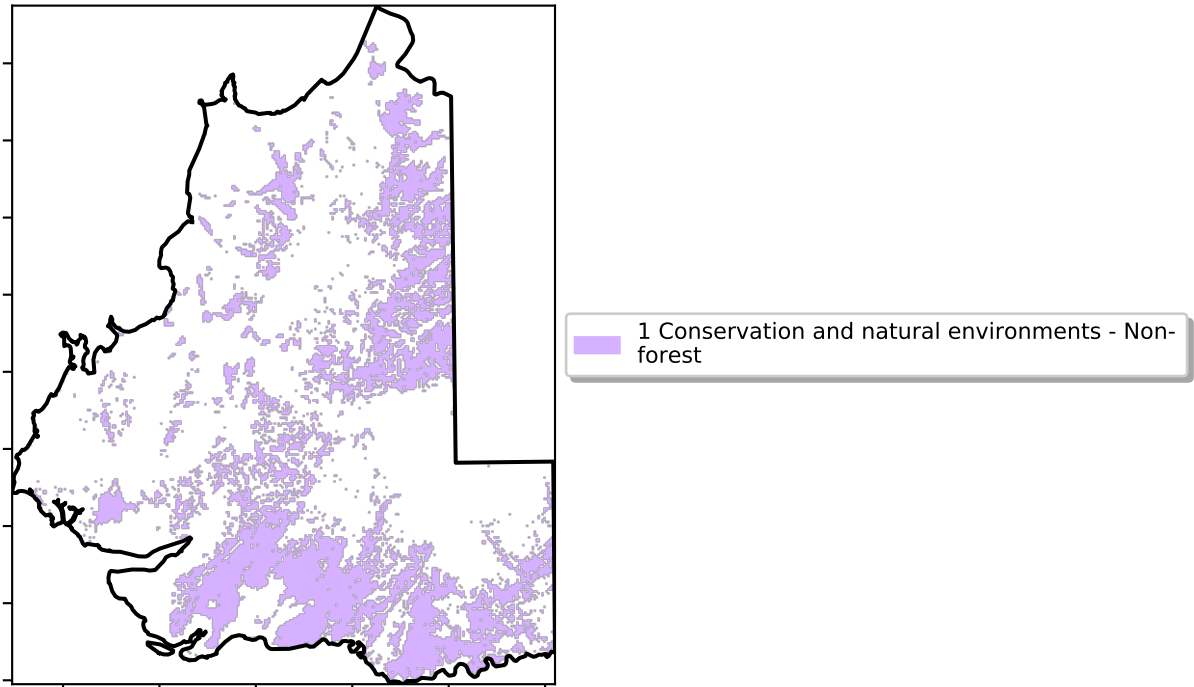 1 Conservation and natural environments - Non-
forest